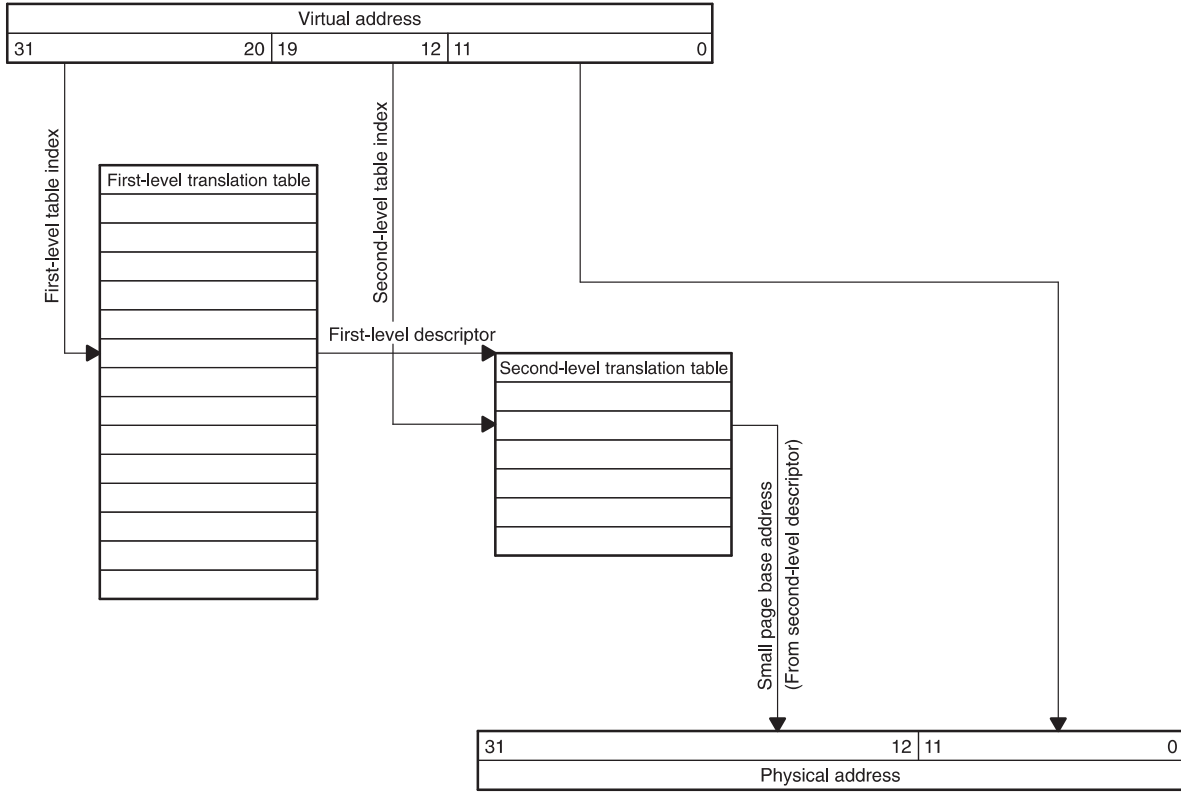 Virtual address
31 20 19 12 11 0
First-level table index
Second-level table index
First-level translation table
First-level descriptor
Second-level translation table
Small page base address
(From second-level descriptor)
31 12 11 0
Physical address